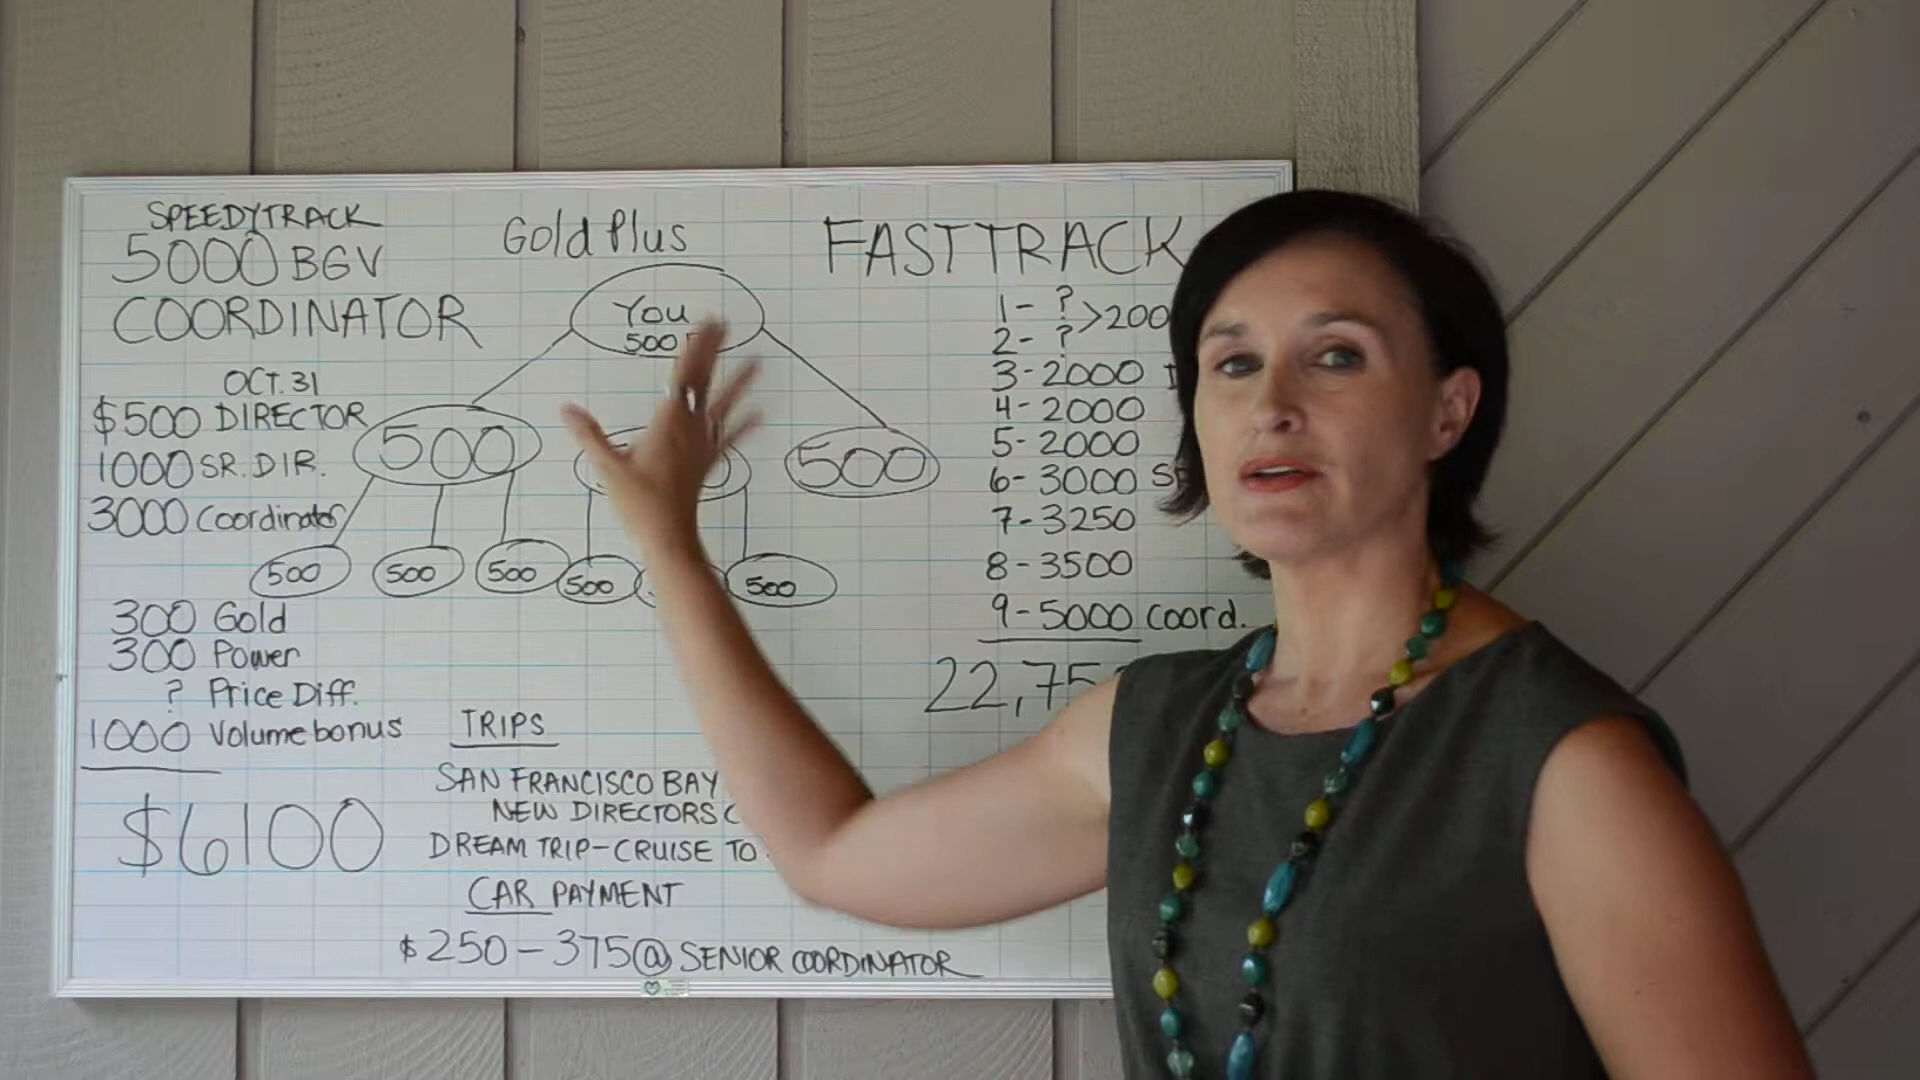 SPEEDYTRACK
5000 BGV
COORDINATOR
OCT. 31
$500 DIRECTOR
1000 SR. DIR.
3000 Coordinator
300 Gold
300 Power
? Price Diff.
1000 Volume bonus
$6100
Gold Plus
You
500
500
500
500
500
500
500
500
TRIPS
SAN FRANCISCO BAY
NEW DIRECTORS
DREAM TRIP-CRUISE TO
CAR PAYMENT
$250-375@ SENIOR COORDINATOR
FASTTRACK
1- ?
2- ? >200
3-2000
4-2000
5-2000
6-3000
7-3250
8-3500
9-5000 coord.
22,75